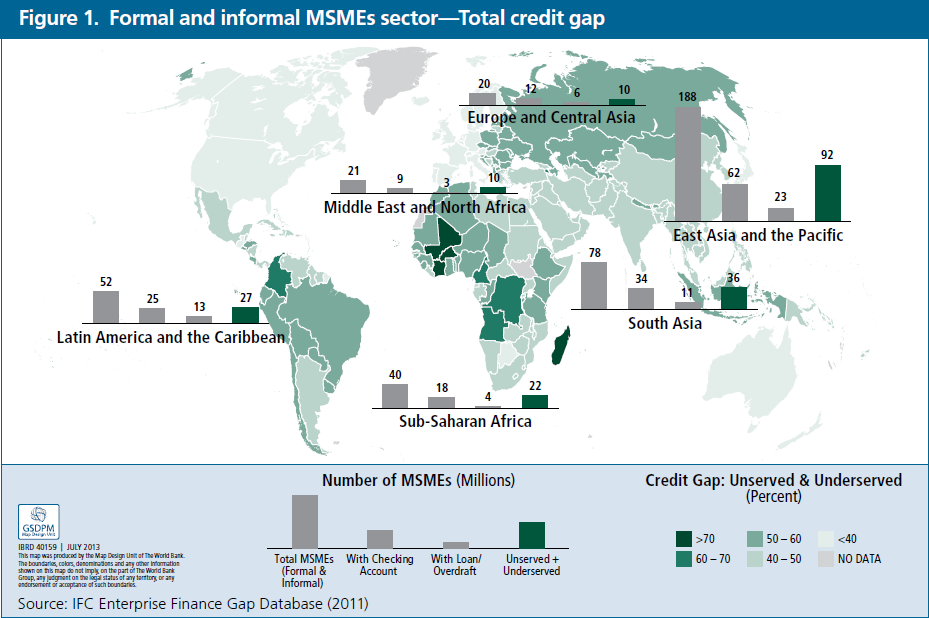 Figure 1. Formal and informal MSMEs sector—Total credit gap
20 12 6 10
Europe and Central Asia
188 62 23 92
East Asia and the Pacific
21 9 3 10
Middle East and North Africa
78 34 11 36
South Asia
52 25 13 27
Latin America and the Caribbean
40 18 4 22
Sub-Saharan Africa
Number of MSMEs (Millions)
Total MSMEs
(Formal &
Informal)
With Checking
Account
With Loan/
Overdraft
Unserved +
Underserved
Credit Gap: Unserved & Underserved
(Percent)
>70
60 – 70
50 – 60
40 – 50
<40
NO DATA
GSDPM
Map Design Unit
IBRD 40159 | JULY 2013
This map was produced by the Map Design Unit of The World Bank.
The boundaries, colors, denominations and any other information
shown on this map do not imply, on the part of The World Bank
Group, any judgment on the legal status of any territory, or any
endorsement or acceptance of such boundaries.
Source: IFC Enterprise Finance Gap Database (2011)